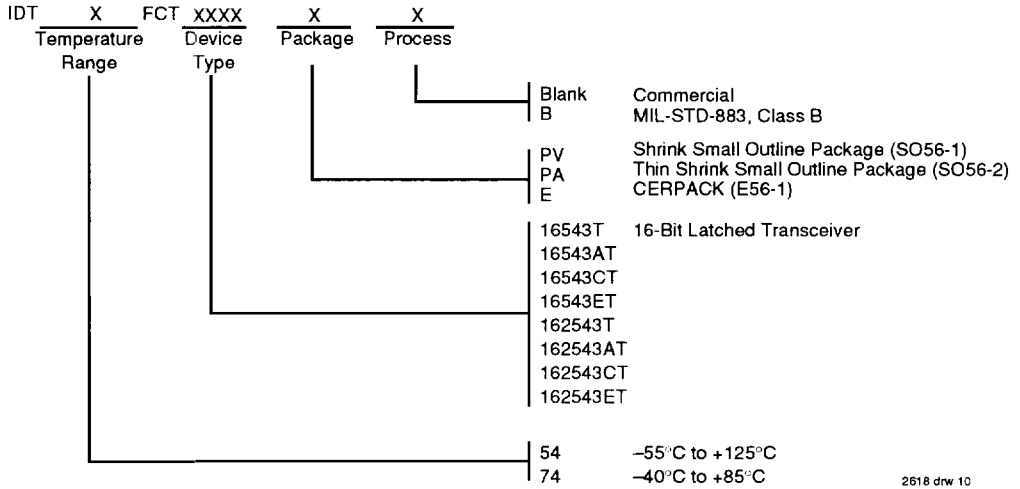 IDT X FCT XXXX X X
Temperature Range Device Type Package Process
Blank Commercial
B MIL-STD-883, Class B
PV Shrink Small Outline Package (SO56-1)
PA Thin Shrink Small Outline Package (SO56-2)
E CERPACK (E56-1)
16543T 16-Bit Latched Transceiver
16543AT
16543CT
16543ET
162543T
162543AT
162543CT
162543ET
54 –55°C to +125°C
74 –40°C to +85°C
2618 drw 10